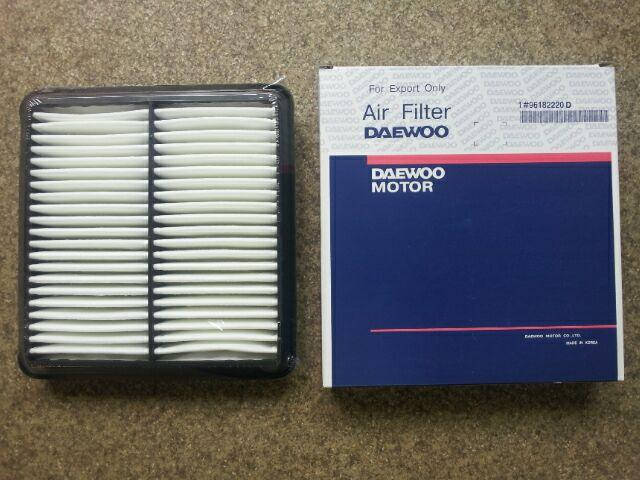 For Export Only
Air Filter
DAEWOO
1 #96182220 D
DAEWOO
MOTOR
DAEWOO MOTOR CO.,LTD.
MADE IN KOREA